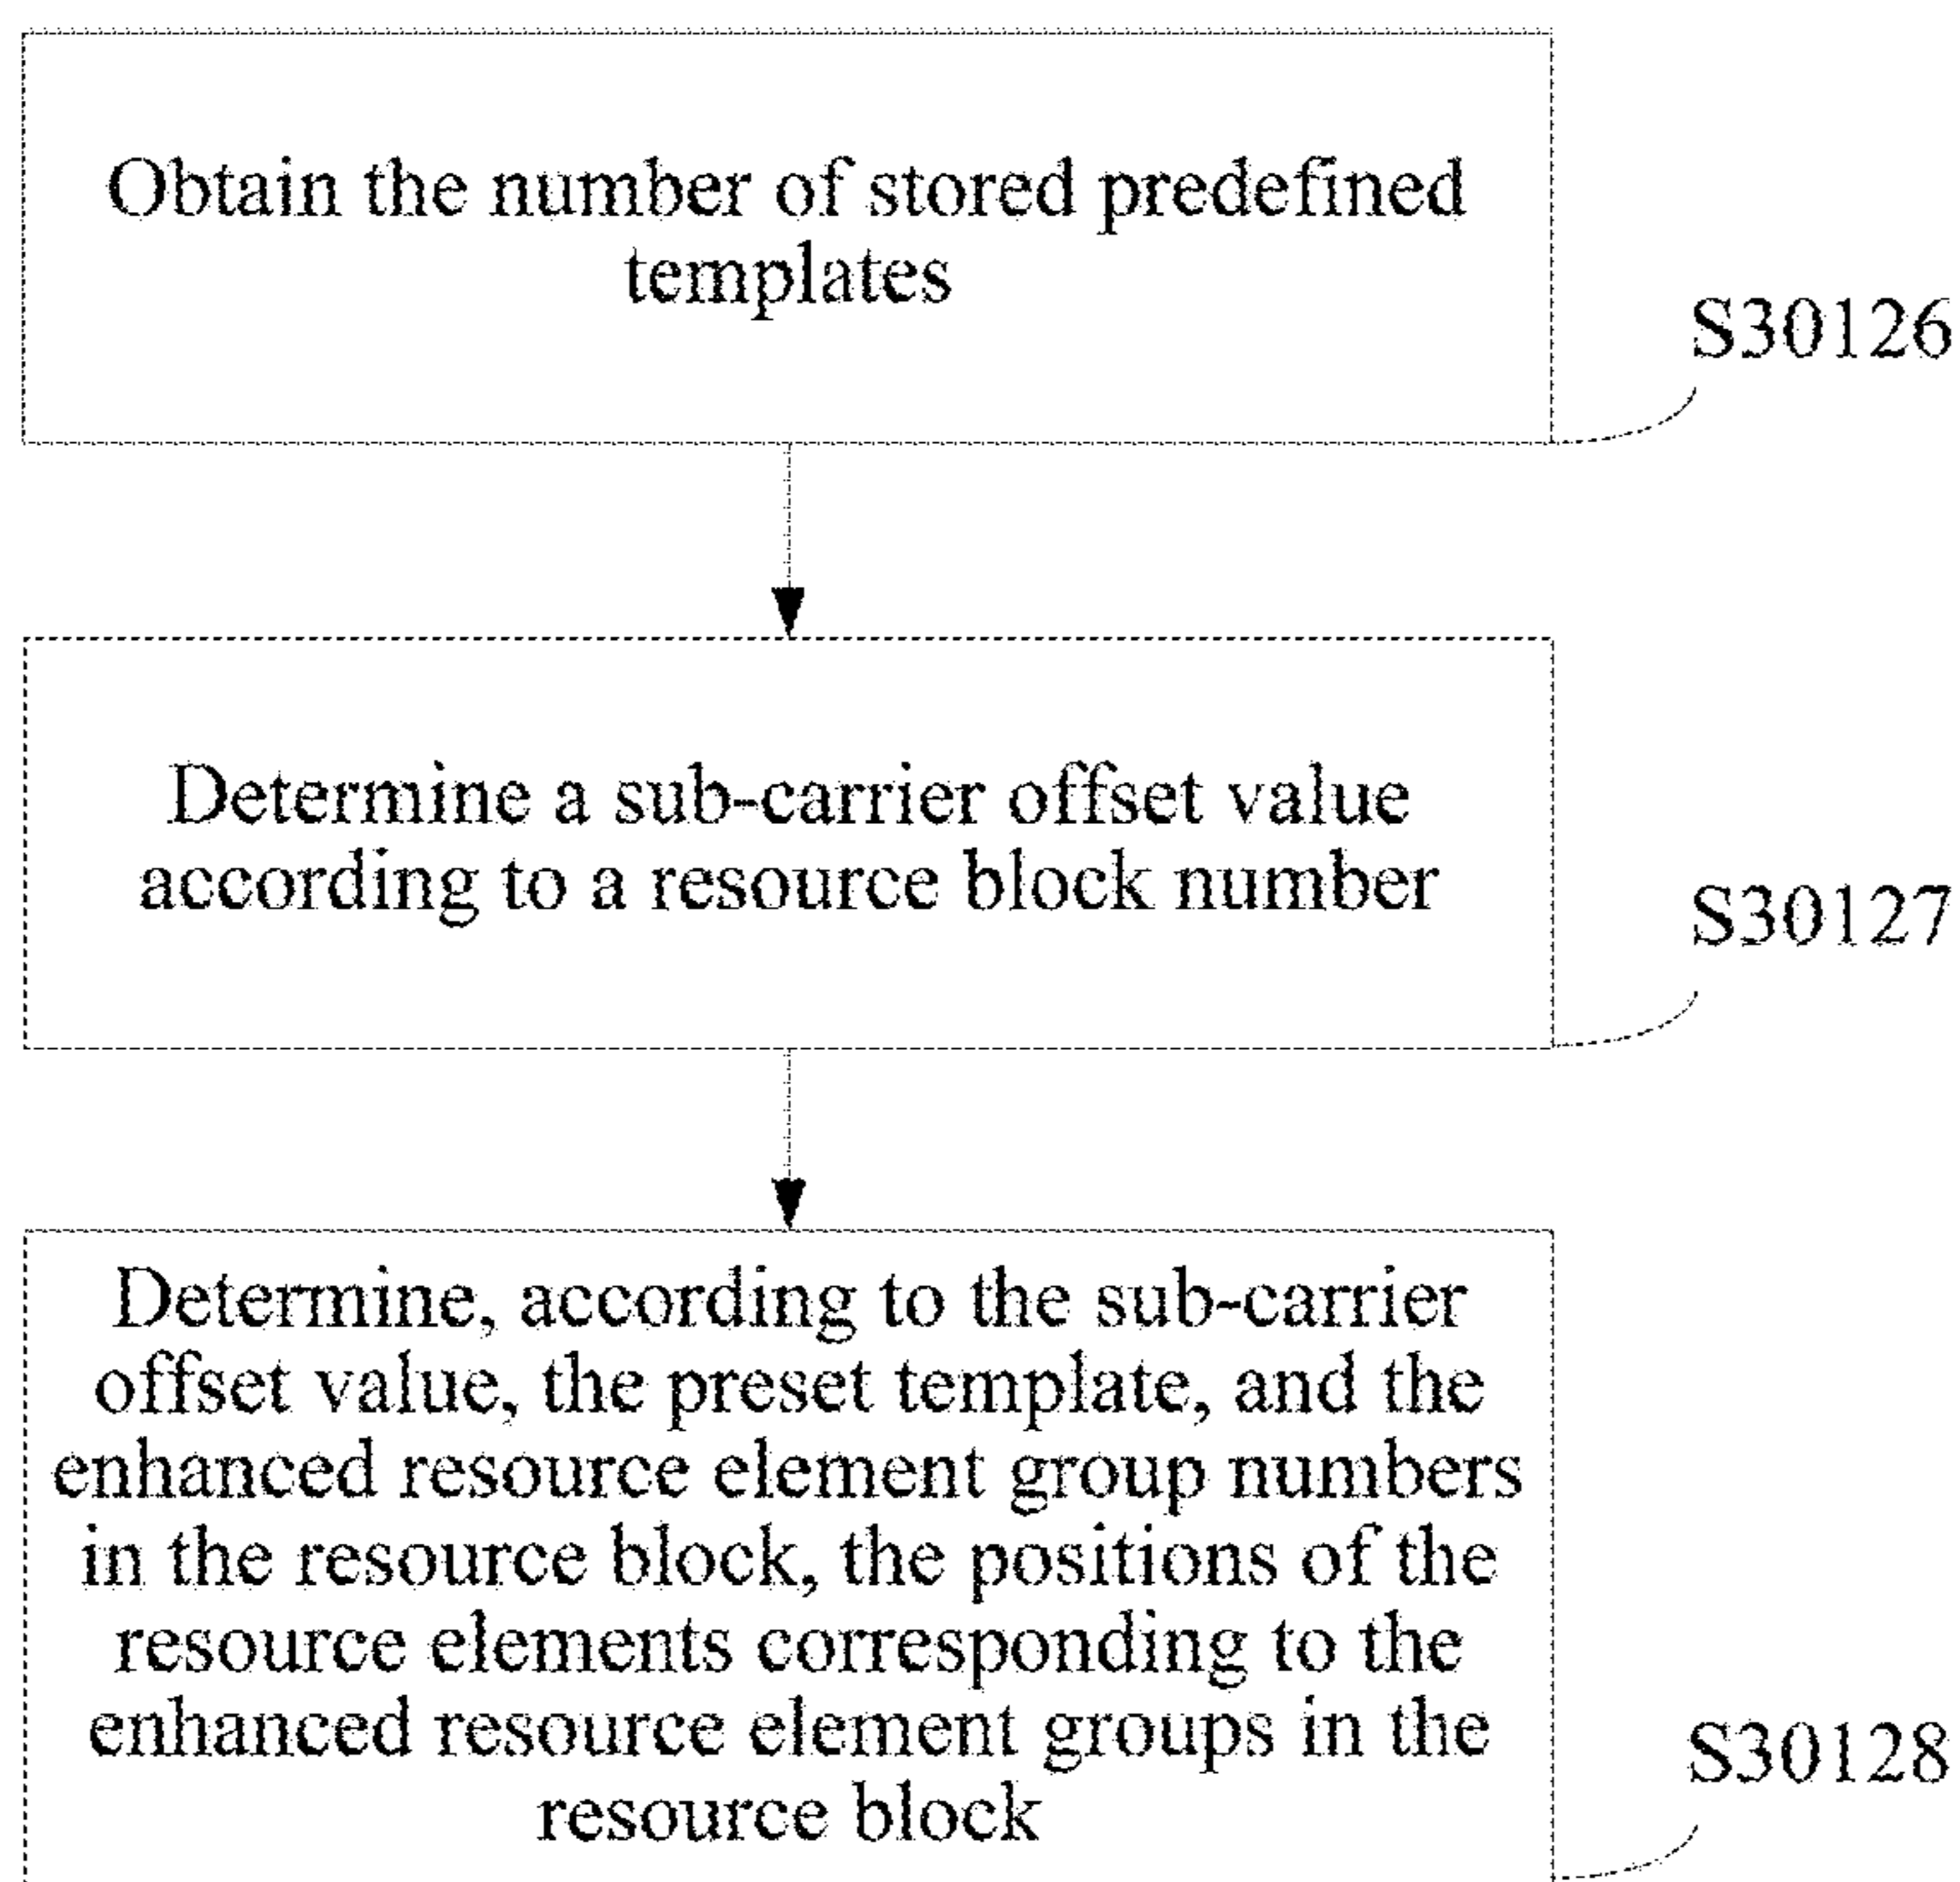 Obtain the number of stored predefined
templates
S30126
Determine a sub-carrier offset value
according to a resource block number
S30127
Determine, according to the sub-carrier
offset value, the preset template, and the
enhanced resource element group numbers
in the resource block, the positions of the
resource elements corresponding to the
enhanced resource element groups in the
resource block
S30128